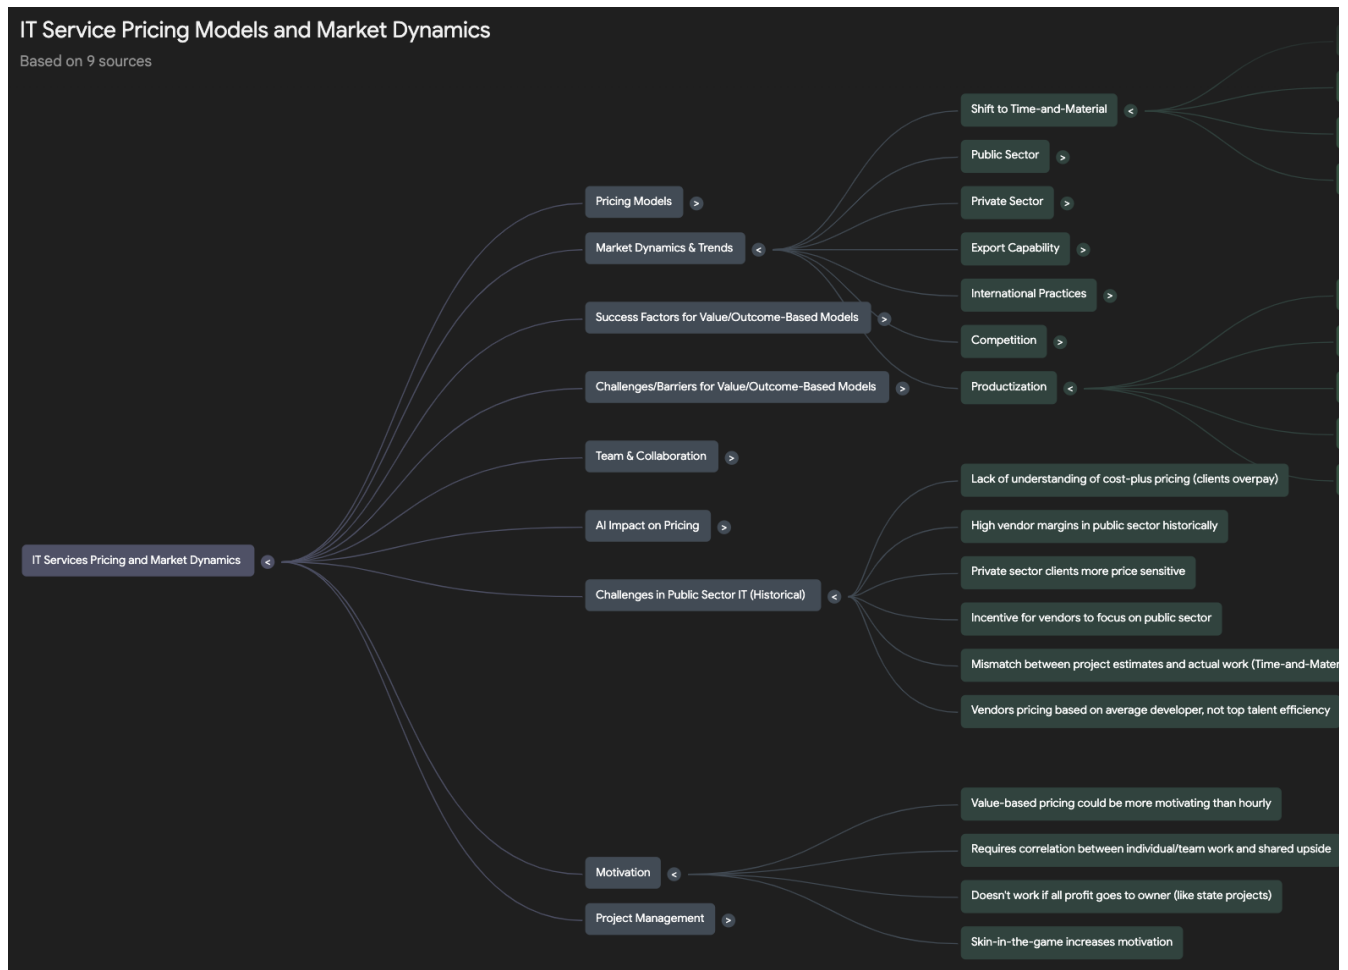 IT Service Pricing Models and Market Dynamics
Based on 9 sources
IT Services Pricing and Market Dynamics
<
Pricing Models
>
Market Dynamics & Trends
<
Shift to Time-and-Material
<
Public Sector
>
Private Sector
>
Export Capability
>
International Practices
>
Competition
>
Productization
<
Success Factors for Value/Outcome-Based Models
>
Challenges/Barriers for Value/Outcome-Based Models
>
Team & Collaboration
>
AI Impact on Pricing
>
Challenges in Public Sector IT (Historical)
<
Lack of understanding of cost-plus pricing (clients overpay)
High vendor margins in public sector historically
Private sector clients more price sensitive
Incentive for vendors to focus on public sector
Mismatch between project estimates and actual work (Time-and-Mater
Vendors pricing based on average developer, not top talent efficiency
Motivation
<
Value-based pricing could be more motivating than hourly
Requires correlation between individual/team work and shared upside
Doesn't work if all profit goes to owner (like state projects)
Skin-in-the-game increases motivation
Project Management
>